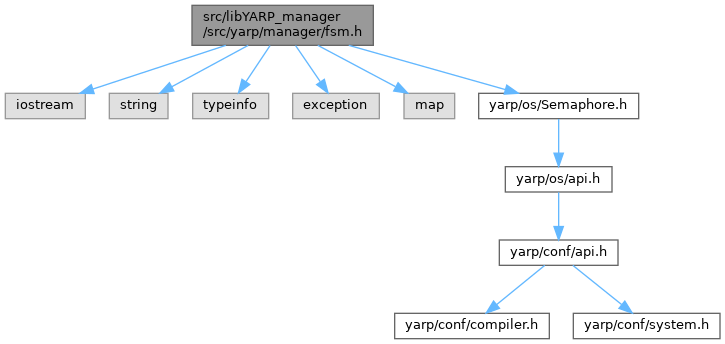 src/libYARP_manager
/src/yarp/manager/fsm.h
iostream
string
typeinfo
exception
map
yarp/os/Semaphore.h
yarp/os/api.h
yarp/conf/api.h
yarp/conf/compiler.h
yarp/conf/system.h